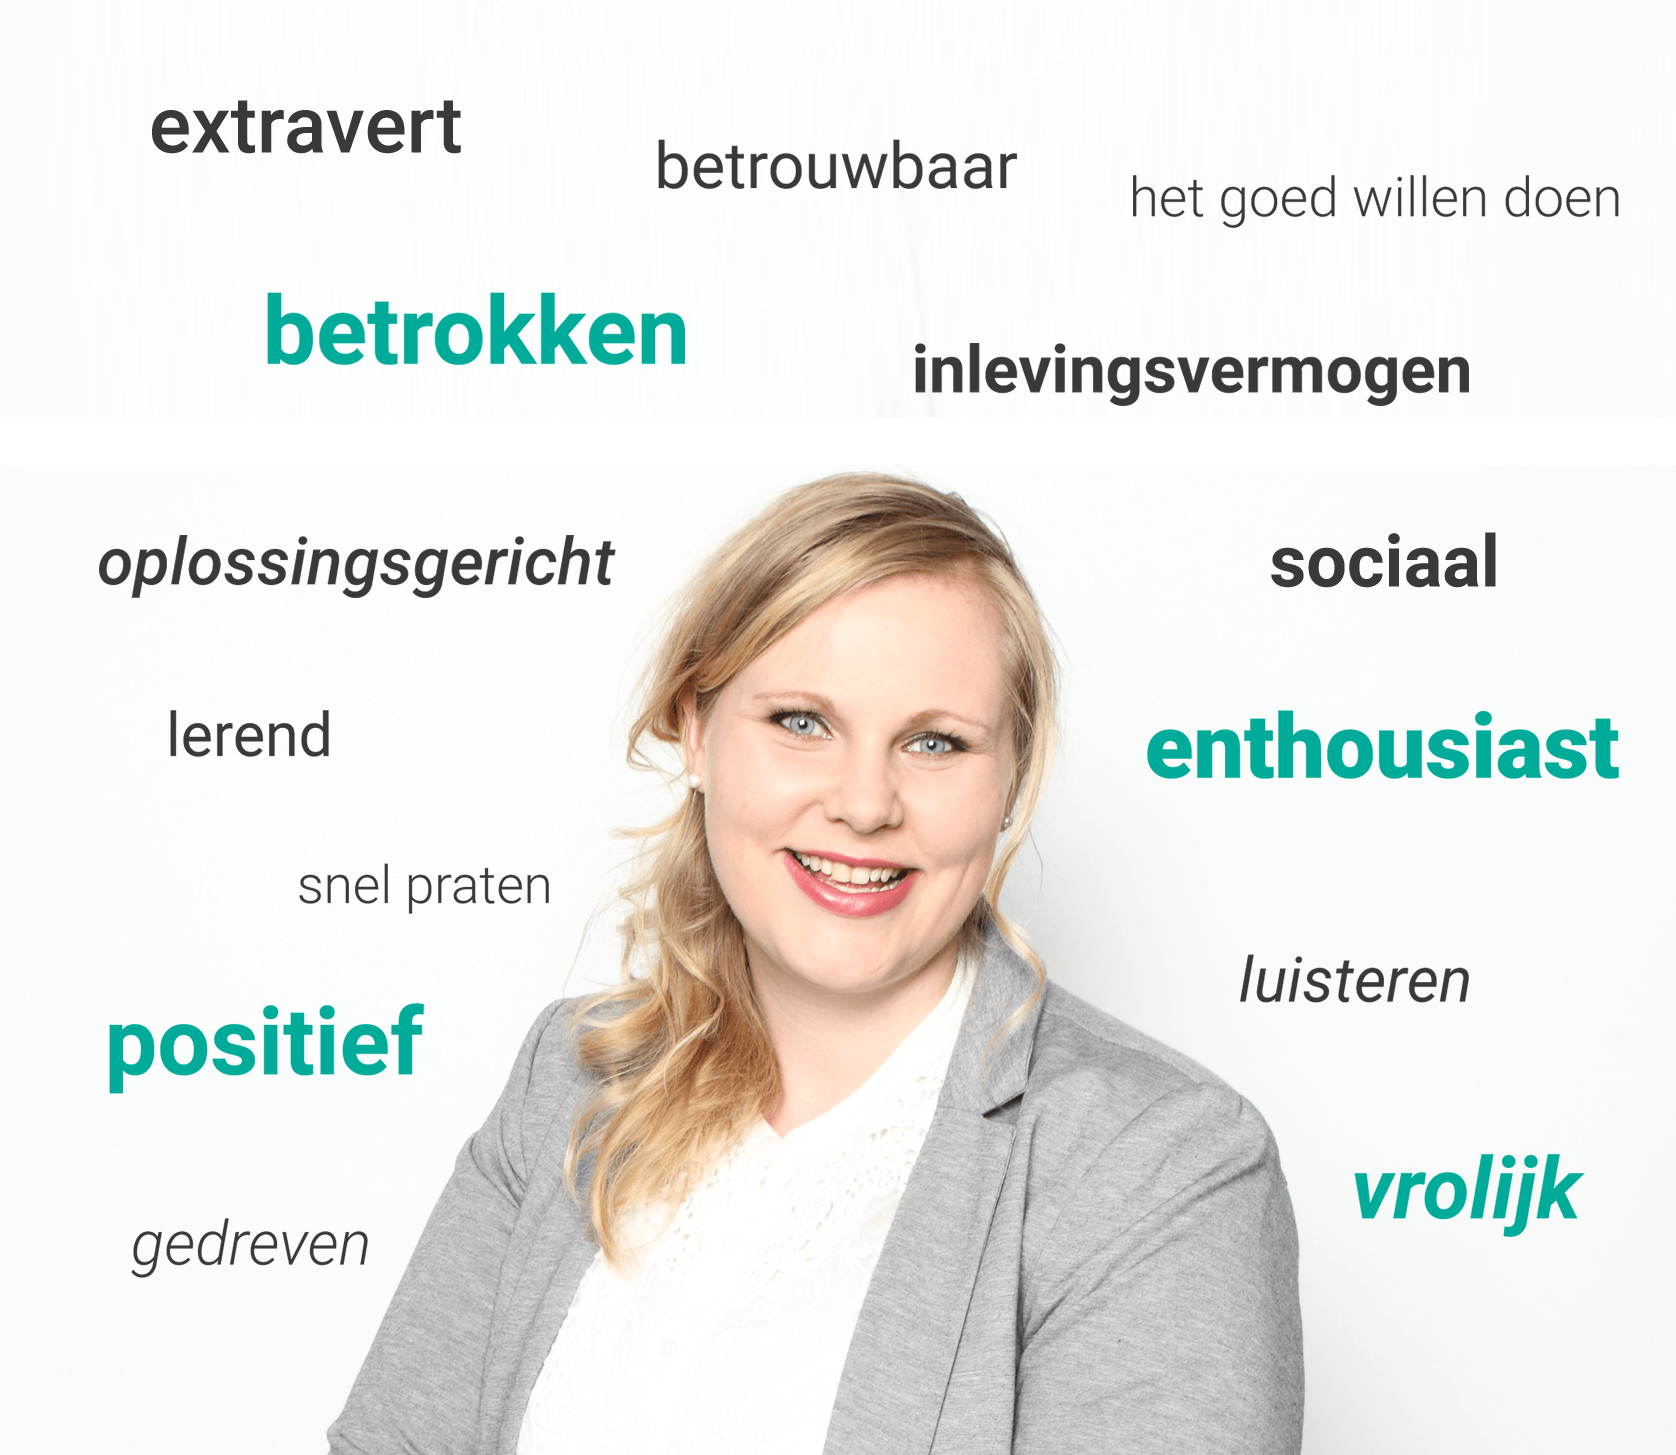 extravert
betrouwbaar
het goed willen doen
betrokken
inlevingsvermogen
oplossingsgericht
sociaal
lerend
enthousiast
snel praten
luisteren
positief
vrolijk
gedreven